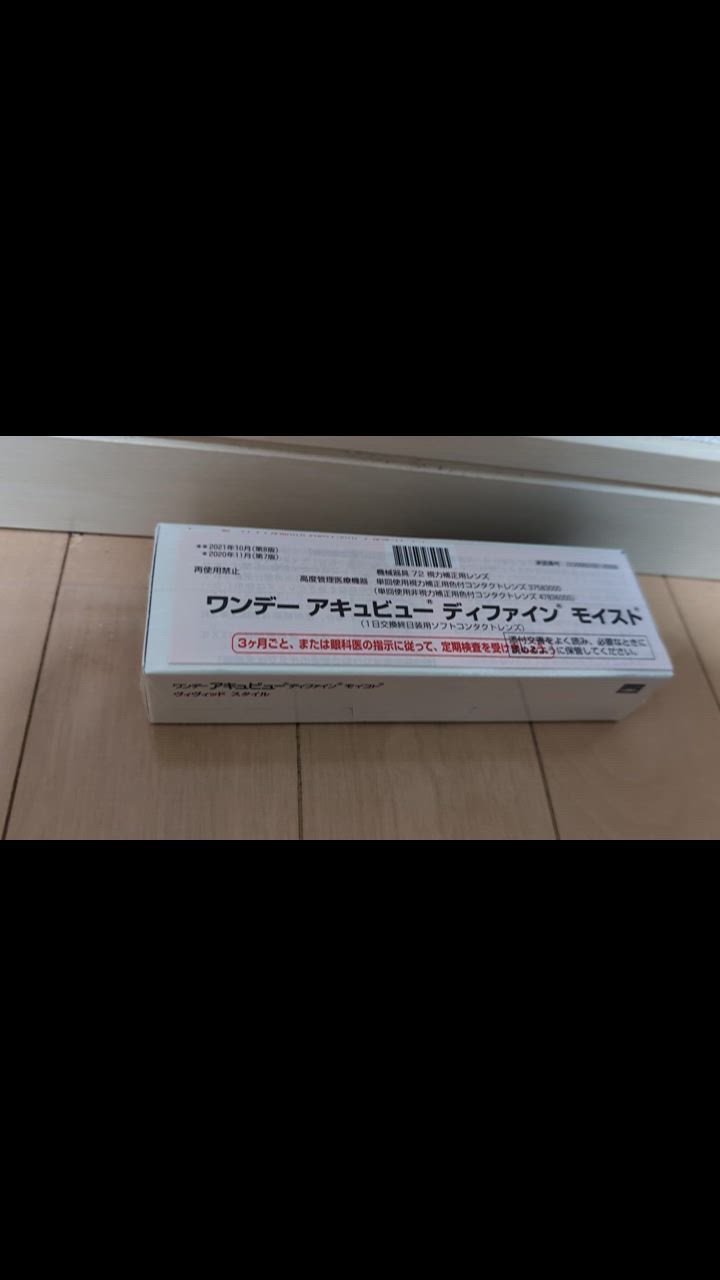 **2021年10月(第8版)
*2020年11月(第7版)
再使用禁止
機械器具 72 視力補正用レンズ
高度管理医療機器 単回使用視力補正用色付コンタクトレンズ 37583000
(単回使用非視力補正用色付コンタクトレンズ 47836000)
ワンデー アキュビュー® ディファイン® モイスト®
(1日交換終日装用ソフトコンタクトレンズ)
3ヶ月ごと、または眼科医の指示に従って、定期検査を受け
添付文書をよく読み、必要なときに
読めるように保管してください。
ワンデー アキュビュー® ディファイン® モイスト®
ヴィヴィッド スタイル